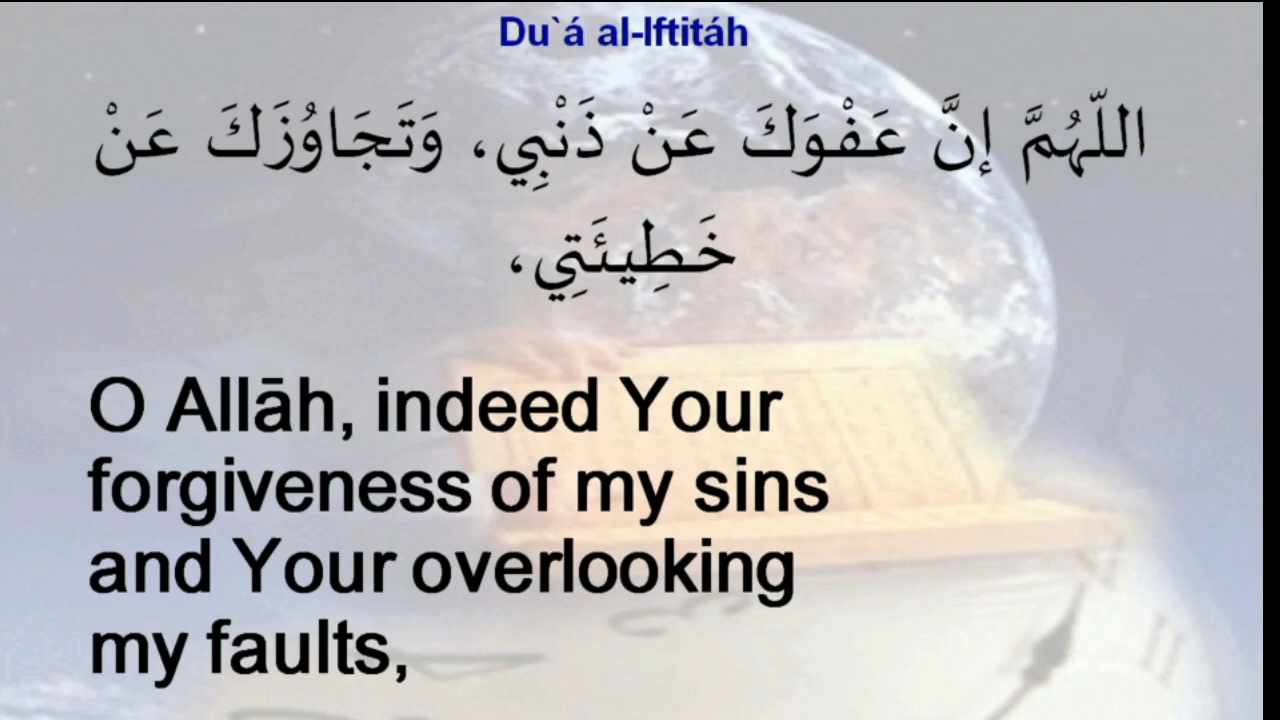 Du`á al-Iftitáh
اللّهُمَّ إنَّ عَفْوَكَ عَنْ ذَنْبِي، وَتَجَاوُزَكَ عَنْ
خَطِيئَتِي،
O Allāh, indeed Your
forgiveness of my sins
and Your overlooking
my faults,